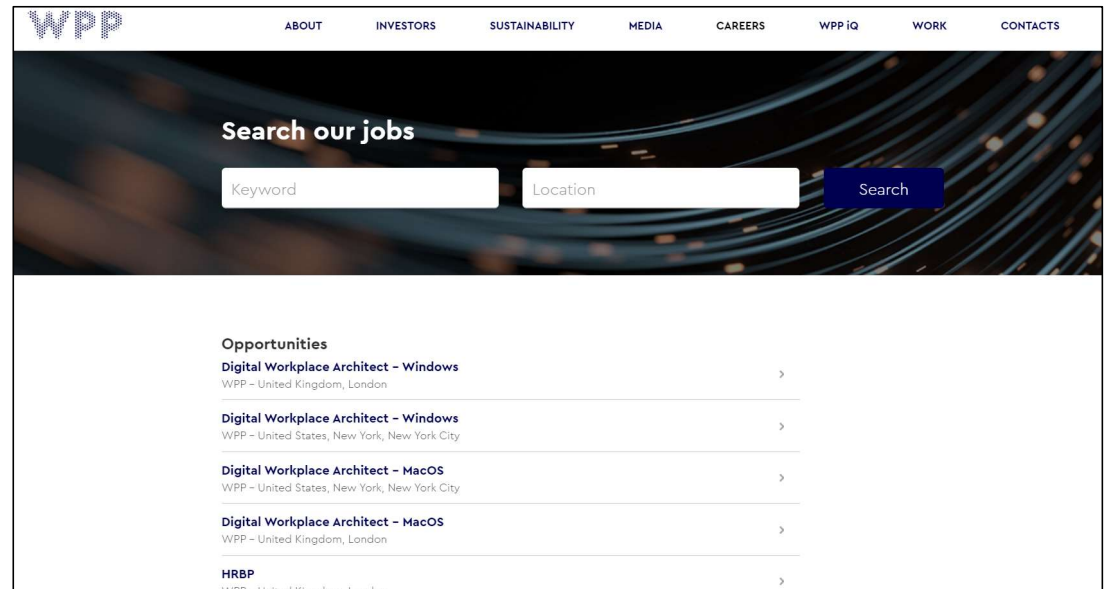 WPP
ABOUT INVESTORS SUSTAINABILITY MEDIA CAREERS WPP iQ WORK CONTACTS
Search our jobs
Keyword Location Search
Opportunities
Digital Workplace Architect – Windows
WPP – United Kingdom, London
Digital Workplace Architect – Windows
WPP – United States, New York, New York City
Digital Workplace Architect – MacOS
WPP – United States, New York, New York City
Digital Workplace Architect – MacOS
WPP – United Kingdom, London
HRBP